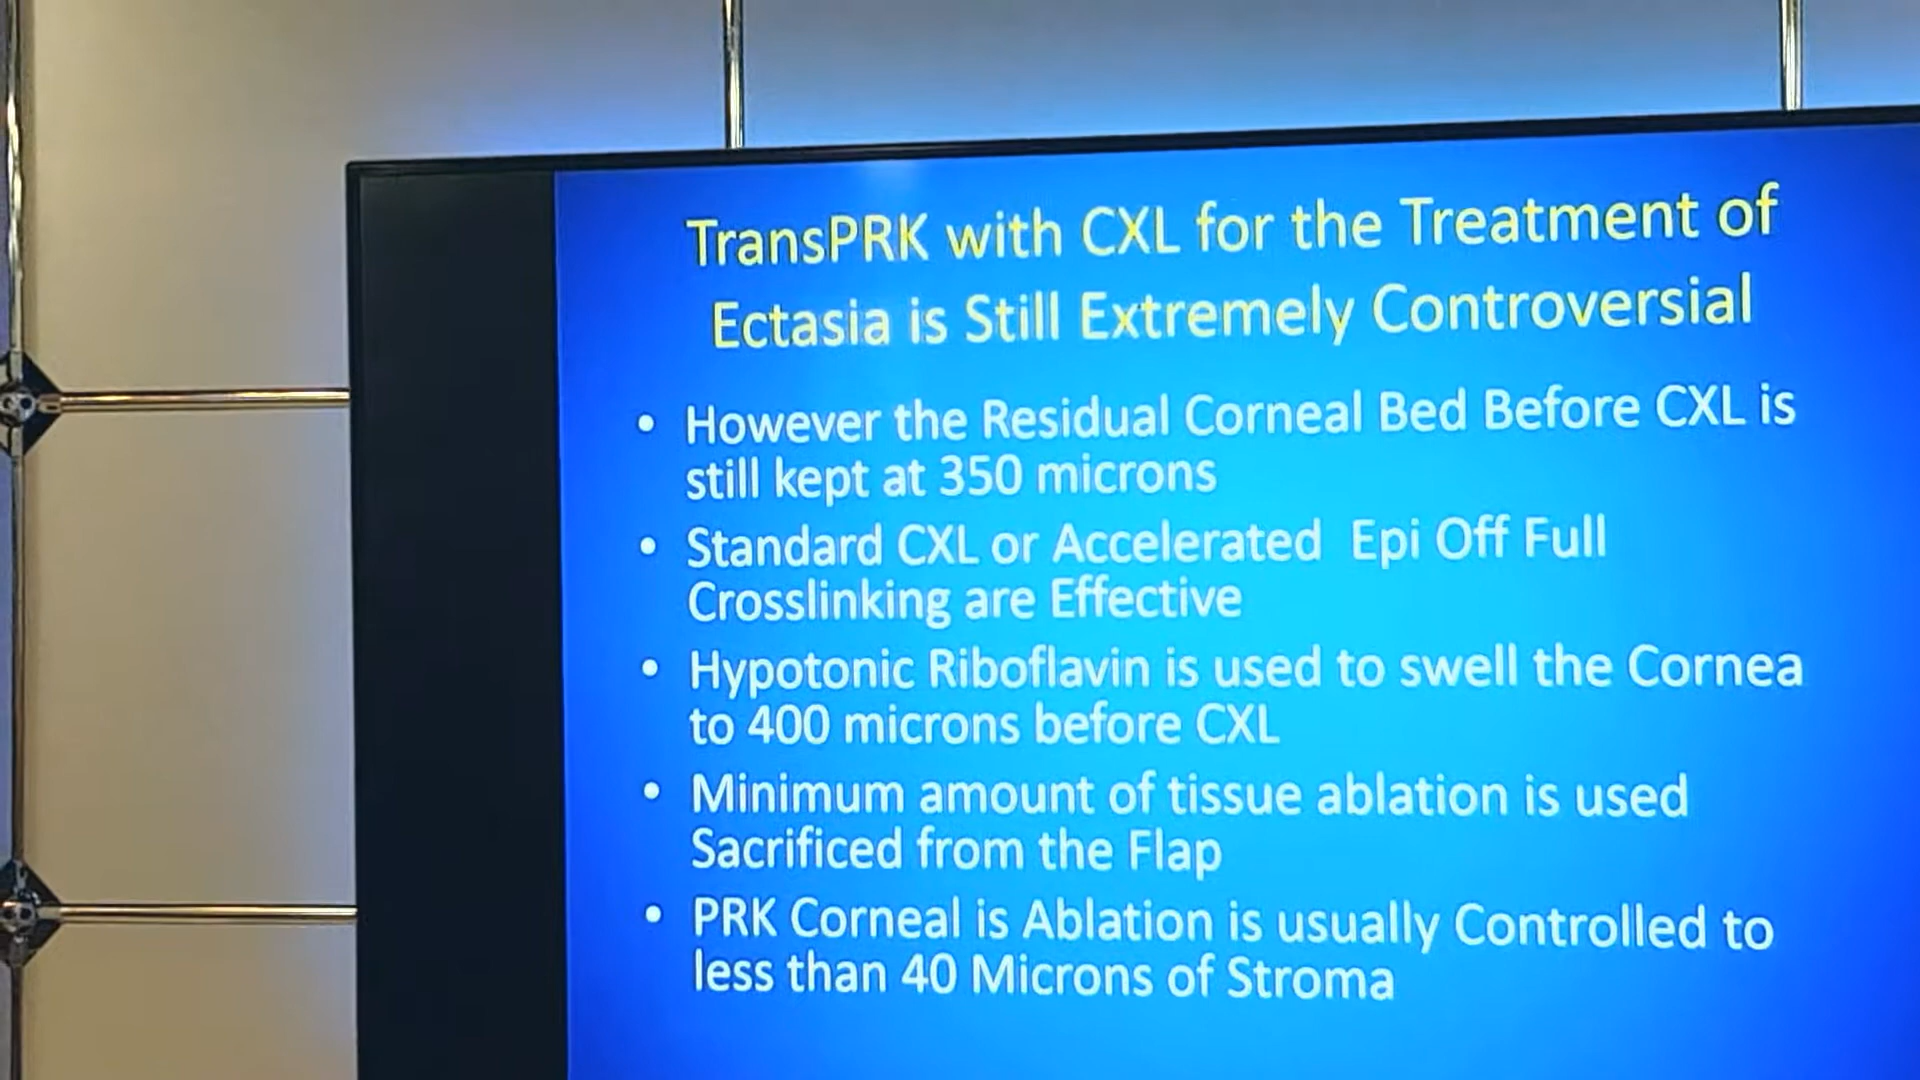 TransPRK with CXL for the Treatment of
Ectasia is Still Extremely Controversial
• However the Residual Corneal Bed Before CXL is
still kept at 350 microns
• Standard CXL or Accelerated Epi Off Full
Crosslinking are Effective
• Hypotonic Riboflavin is used to swell the Cornea
to 400 microns before CXL
• Minimum amount of tissue ablation is used
Sacrificed from the Flap
• PRK Corneal is Ablation is usually Controlled to
less than 40 Microns of Stroma